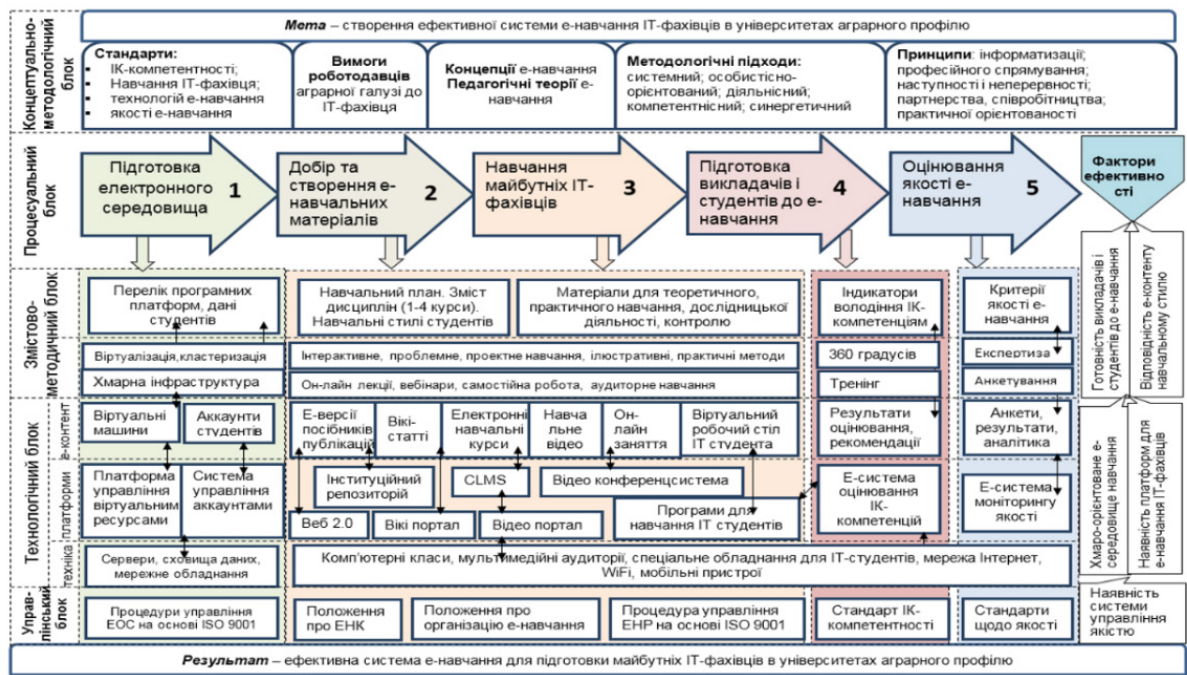 Мета – створення ефективної системи е-навчання ІТ-фахівців в університетах аграрного профілю
Концептуально-
методологічний
блок
Стандарти:
▪ ІК-компетентності;
▪ Навчання ІТ-фахівця;
▪ технологій е-навчання
▪ якості е-навчання
Вимоги
роботодавців
аграрної галузі до
ІТ-фахівця
Концепції е-навчання
Педагогічні теорії е-
навчання
Методологічні підходи:
системний; особистісно-
орієнтований; діяльнісний;
компетентнісний; синергетичний
Принципи: інформатизації;
професійного спрямування;
наступності і неперервності;
партнерства, співробітництва;
практичної орієнтованості
Процесуальний
блок
Підготовка
електронного
середовища
1
Добір та
створення е-
навчальних
матеріалів
2
Навчання
майбутніх ІТ-
фахівців
3
Підготовка
викладачів і
студентів до е-
навчання
4
Оцінювання
якості е-
навчання
5
Фактори
ефективно
сті
Змістово-
методичний блок
Перелік програмних
платформ, дані
студентів
Навчальний план. Зміст
дисциплін (1-4 курси).
Навчальні стилі студентів
Матеріали для теоретичного,
практичного навчання, дослідницької
діяльності, контролю
Індикатори
володіння ІК-
компетенціям
Критерії
якості е-
навчання
Віртуалізація,кластеризація
Інтерактивне, проблемне, проектне навчання, ілюстративні, практичні методи
360 градусів
Експертиза
Хмарна інфраструктура
Он-лайн лекції, вебінари, самостійна робота, аудиторне навчання
Тренінг
Анкетування
Готовність викладачів і
студентів до е-навчання
Відповідність е-контенту
навчальному стилю
Технологічний блок
е-контент
Віртуальні
машини
Аккаунти
студентів
Е-версії
посібників
публікацій
Вікі-
статті
Електронні
навчальні
курси
Навча
льне
відео
Он-
лайн
заняття
Віртуальний
робочий стіл
ІТ студента
Результати
оцінювання,
рекомендації
Анкети,
результати,
аналітика
платформи
Платформа
управління
віртуальним
ресурсами
Система
управління
аккаунтами
Інституційний
репозиторій
CLMS
Відео конференцсистема
Веб 2.0
Вікі портал
Відео портал
Програми для
навчання ІТ студентів
Е-система
оцінювання
ІК-
компетенцій
Е-система
моніторингу
якості
техніка
Сервери, сховища даних,
мережне обладнання
Комп'ютерні класи, мультимедійні аудиторії, спеціальне обладнання для ІТ-студентів, мережа Інтернет,
WiFi, мобільні пристрої
Хмаро-орієнтоване е-
середовище навчання
Наявність платформ для
е-навчання ІТ-фахівців
Управ-
лінський
блок
Процедури управління
ЕОС на основі ISO 9001
Положення
про ЕНК
Положення про
організацію е-навчання
Процедура управління
ЕНР на основі ISO 9001
Стандарт ІК-
компетентності
Стандарти
щодо якості
Наявність
системи
управління
якістю
Результат – ефективна система е-навчання для підготовки майбутніх ІТ-фахівців в університетах аграрного профілю